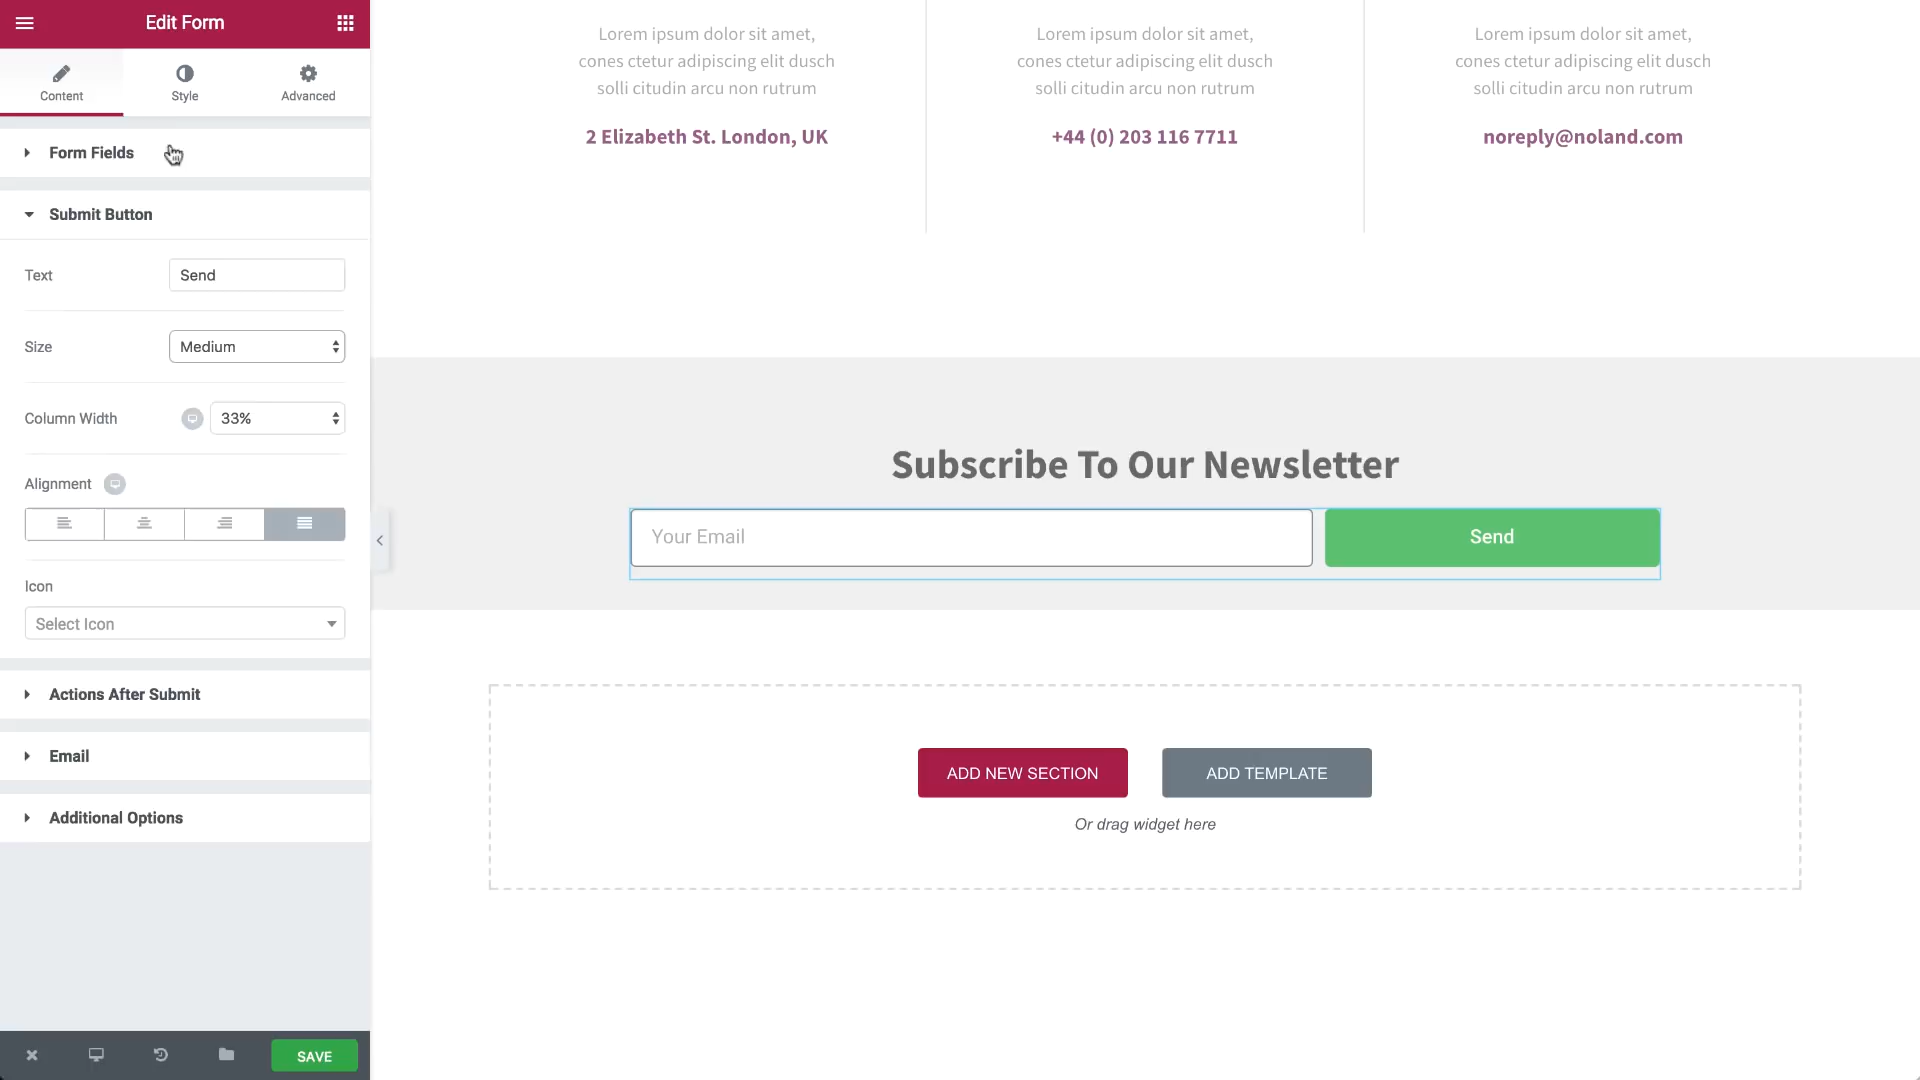 Edit Form
Content
Style
Advanced
Form Fields
Submit Button
Text
Send
Size
Medium
Column Width
33%
Alignment
Icon
Select Icon
Actions After Submit
Email
Additional Options
SAVE
Lorem ipsum dolor sit amet,
cones ctetur adipiscing elit dusch
solli citudin arcu non rutrum
2 Elizabeth St. London, UK
Lorem ipsum dolor sit amet,
cones ctetur adipiscing elit dusch
solli citudin arcu non rutrum
+44 (0) 203 116 7711
Lorem ipsum dolor sit amet,
cones ctetur adipiscing elit dusch
solli citudin arcu non rutrum
noreply@noland.com
Subscribe To Our Newsletter
Your Email
Send
ADD NEW SECTION
ADD TEMPLATE
Or drag widget here